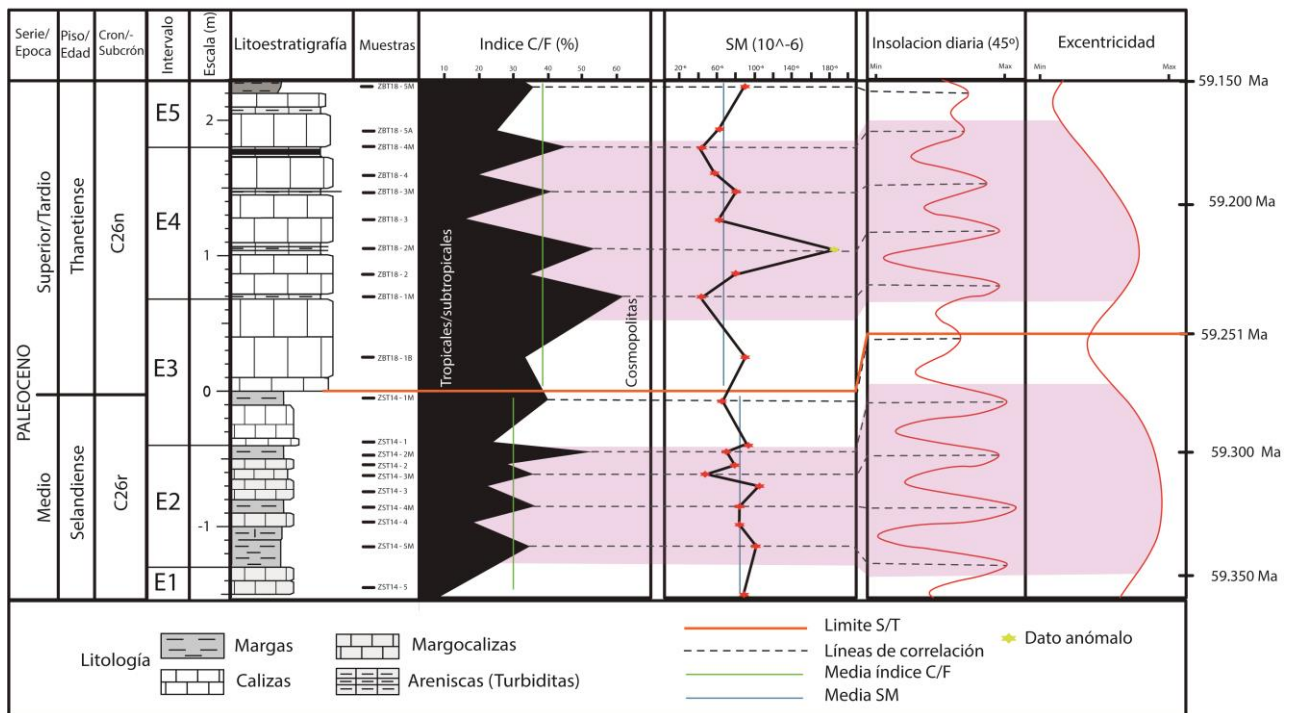 Serie/
Epoca
Piso/
Edad
Cron/-
Subcrón
Intervalo
Escala (m)
Litoestratigrafía
Muestras
Indice C/F (%)
10 20 30 40 50 60
SM (10^-6)
20* 60* 100* 140* 180*
Insolacion diaria (45º)
Min Max
Excentricidad
Min Max
PALEOCENO
Superior/Tardio
Medio
Thanetiense
Selandiense
C26n
C26r
E5
E4
E3
E2
E1
2
1
0
-1
ZBT18 - 5M
ZBT18 - 5A
ZBT18 - 4M
ZBT18 - 4
ZBT18 - 3M
ZBT18 - 3
ZBT18 - 2M
ZBT18 - 2
ZBT18 - 1M
ZBT18 - 1B
ZST14 - 1M
ZST14 - 1
ZST14 - 2M
ZST14 - 2
ZST14 - 3M
ZST14 - 3
ZST14 - 4M
ZST14 - 4
ZST14 - 5M
ZST14 - 5
Tropicales/subtropicales
Cosmopolitas
59.150 Ma
59.200 Ma
59.251 Ma
59.300 Ma
59.350 Ma
Litología
Margas
Calizas
Margocalizas
Areniscas (Turbiditas)
Limite S/T
Líneas de correlación
Media índice C/F
Media SM
Dato anómalo